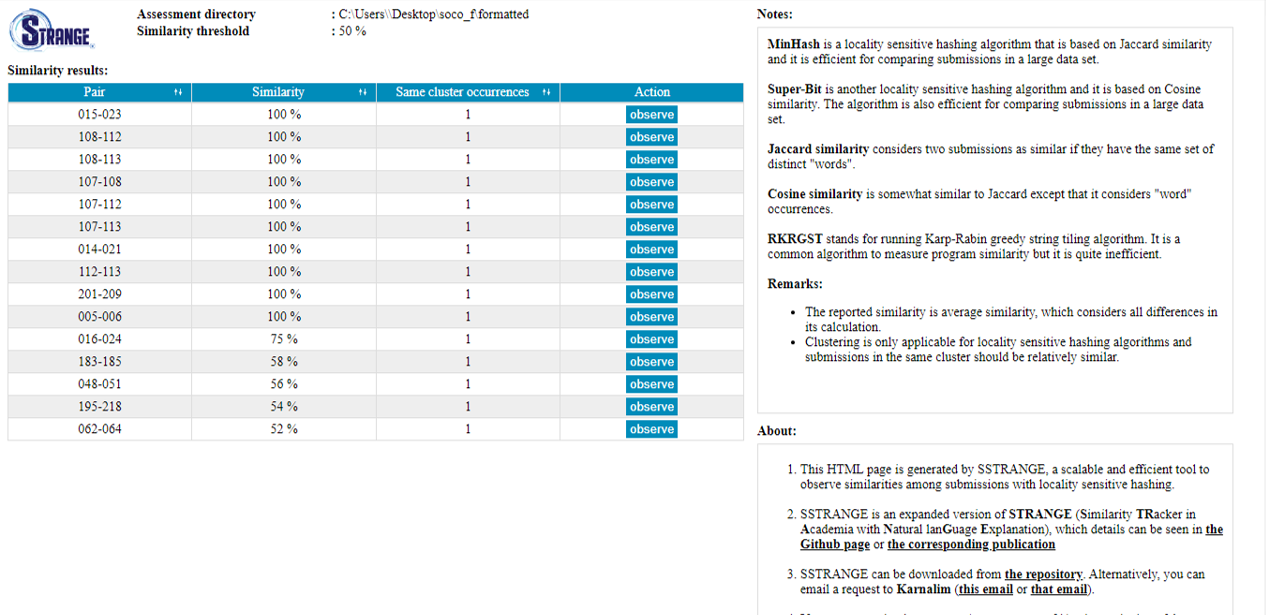 STRANGE
Assessment directory : C:\Users\\Desktop\soco_f\formatted
Similarity threshold : 50 %
Similarity results:
Pair Similarity Same cluster occurrences Action
015-023 100 % 1 observe
108-112 100 % 1 observe
108-113 100 % 1 observe
107-108 100 % 1 observe
107-112 100 % 1 observe
107-113 100 % 1 observe
014-021 100 % 1 observe
112-113 100 % 1 observe
201-209 100 % 1 observe
005-006 100 % 1 observe
016-024 75 % 1 observe
183-185 58 % 1 observe
048-051 56 % 1 observe
195-218 54 % 1 observe
062-064 52 % 1 observe
Notes:
MinHash is a locality sensitive hashing algorithm that is based on Jaccard similarity
and it is efficient for comparing submissions in a large data set.
Super-Bit is another locality sensitive hashing algorithm and it is based on Cosine
similarity. The algorithm is also efficient for comparing submissions in a large data
set.
Jaccard similarity considers two submissions as similar if they have the same set of
distinct "words".
Cosine similarity is somewhat similar to Jaccard except that it considers "word"
occurrences.
RKRGST stands for running Karp-Rabin greedy string tiling algorithm. It is a
common algorithm to measure program similarity but it is quite inefficient.
Remarks:
• The reported similarity is average similarity, which considers all differences in
its calculation.
• Clustering is only applicable for locality sensitive hashing algorithms and
submissions in the same cluster should be relatively similar.
About:
1. This HTML page is generated by SSTRANGE, a scalable and efficient tool to
observe similarities among submissions with locality sensitive hashing.
2. SSTRANGE is an expanded version of STRANGE (Similarity TRacker in
Academia with Natural lanGuage Explanation), which details can be seen in the
Github page or the corresponding publication
3. SSTRANGE can be downloaded from the repository. Alternatively, you can
email a request to Karnalim (this email or that email).